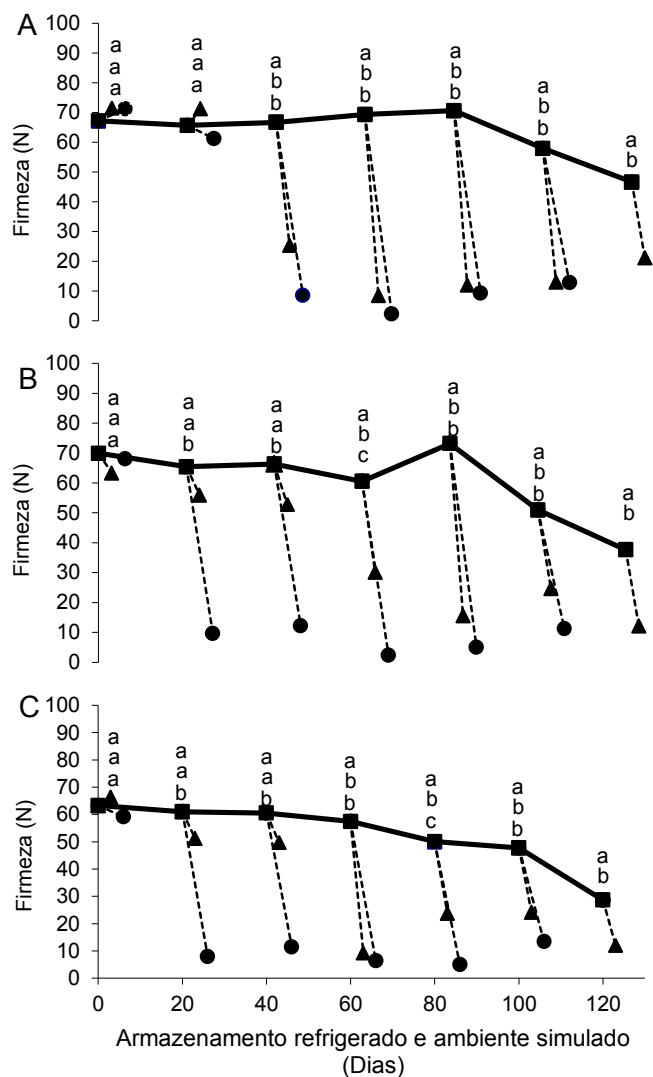 A
100
90
80
70
60
50
40
30
20
10
0
Firmeza (N)
a a a a a a a
a a b b b b b
a a b b b b
B
100
90
80
70
60
50
40
30
20
10
0
Firmeza (N)
a a a a a a a
a a a b b b b
a b b c b b
C
100
90
80
70
60
50
40
30
20
10
0
Firmeza (N)
a a a a a a a
a a a b b b b
a b b b c b
0 20 40 60 80 100 120
Armazenamento refrigerado e ambiente simulado
(Dias)